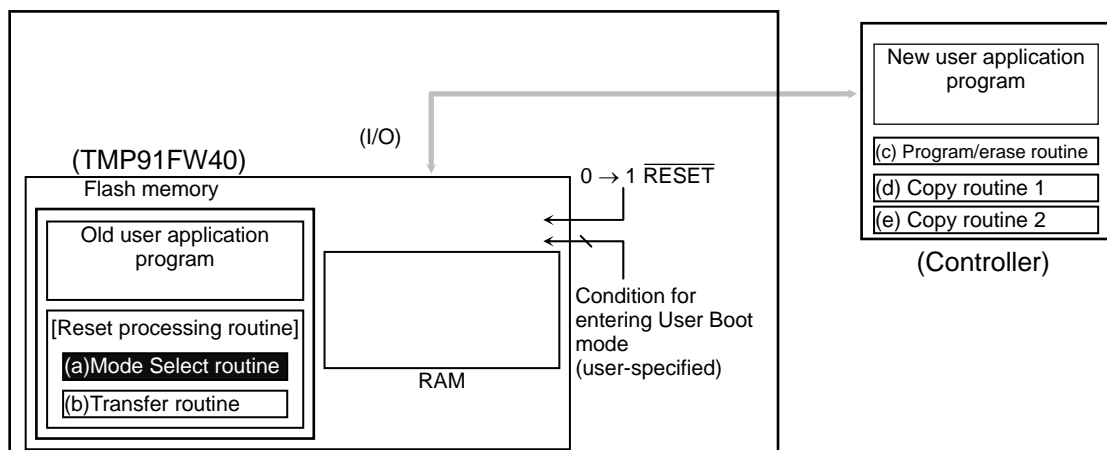 (TMP91FW40)
Flash memory
Old user application
program
[Reset processing routine]
(a)Mode Select routine
(b)Transfer routine
RAM
(I/O)
0 → 1 RESET
Condition for
entering User Boot
mode
(user-specified)
New user application
program
(c) Program/erase routine
(d) Copy routine 1
(e) Copy routine 2
(Controller)